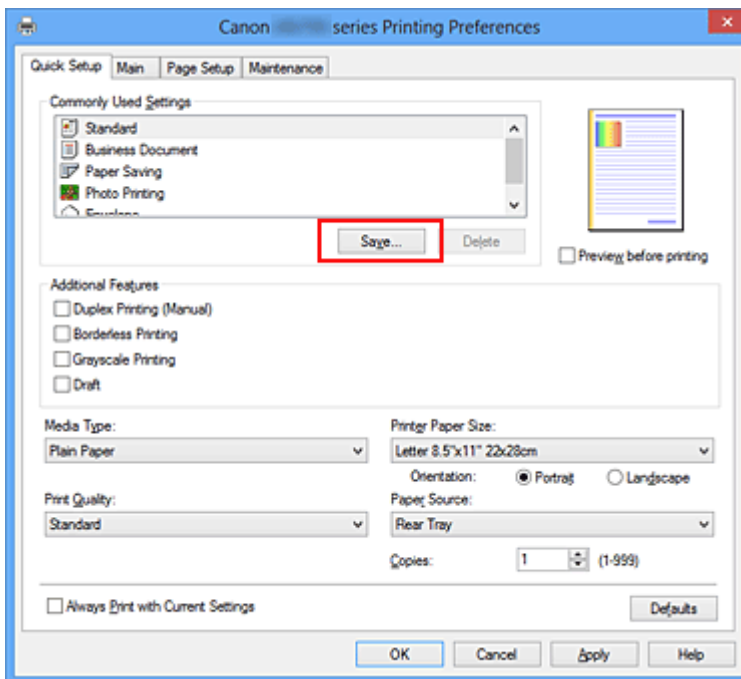 Canon series Printing Preferences
Quick Setup Main Page Setup Maintenance
Commonly Used Settings
Standard
Business Document
Paper Saving
Photo Printing
Envelope
Save... Delete
Preview before printing
Additional Features
Duplex Printing (Manual)
Borderless Printing
Grayscale Printing
Draft
Media Type: Printer Paper Size:
Plain Paper Letter 8.5"x11" 22x28cm
Orientation: Portrait Landscape
Print Quality: Paper Source:
Standard Rear Tray
Copies: 1 (1-999)
Always Print with Current Settings Defaults
OK Cancel Apply Help